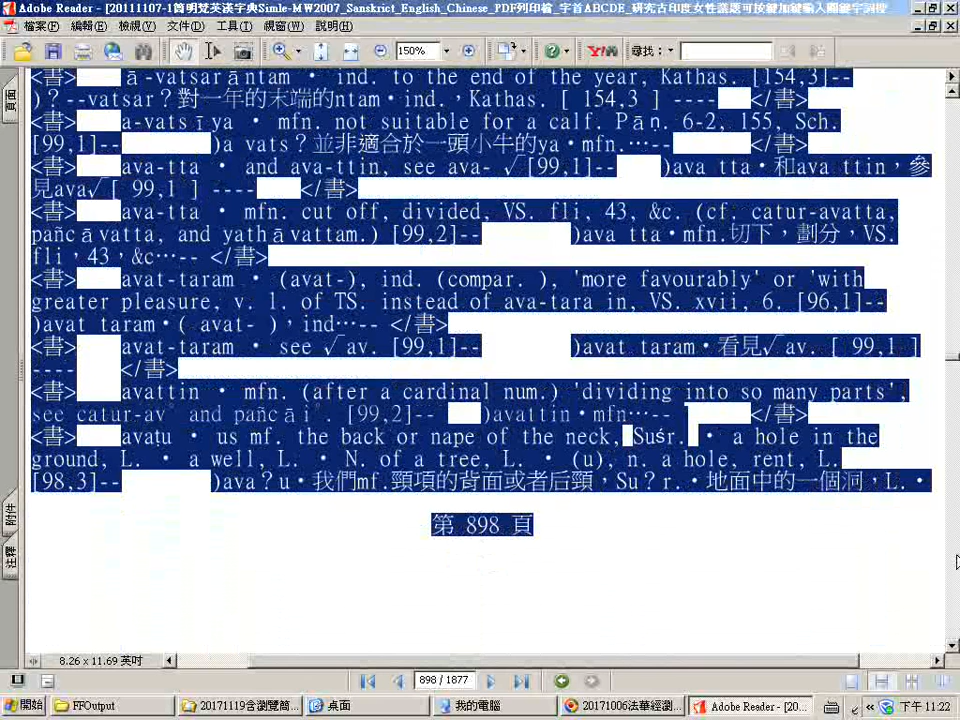 Adobe Reader - [20111107-1簡明梵英漢字典Simle-MW2007_Sanskrict_English_Chinese_PDF列印檔_字首ABCDE_研究古印度女性議題可按鍵加鍵輸入關鍵字詞搜
檔案(F) 編輯(E) 檢視(V) 文件(D) 工具(T) 視窗(W) 說明(H)
150% Y! 尋找：
頁面
<書> ā-vatsarāntam · ind. to the end of the year, Kathas. [154,3]--
)？--vatsar？對一年的末端的ntam·ind.，Kathas. [ 154,3 ] ---- </書>
<書> a-vatsīya · mfn. not suitable for a calf. Pāṇ. 6-2, 155, Sch.
[99,1]-- )a vats？並非適合於一頭小牛的ya·mfn.…-- </書>
<書> ava-tta · and ava-ttin, see ava- √[99,1]-- )ava tta·和ava ttin，參
見ava√[ 99,1 ] ---- </書>
<書> ava-tta · mfn. cut off, divided, VS. fli, 43, &c. (cf. catur-avatta,
pañcāvatta, and yathāvattam.) [99,2]-- )ava tta·mfn.切下，劃分，VS.
fli，43，&c…-- </書>
<書> avat-taram · (avat-), ind. (compar. ), 'more favourably' or 'with
greater pleasure, v. l. of TS. instead of ava-tara in, VS. xvii, 6. [96,1]--
)avat taram·( avat- )，ind…-- </書>
<書> avat-taram · see √av. [99,1]-- )avat taram·看見√av. [ 99,1 ]
---- </書>
<書> avattin · mfn. (after a cardinal num.) 'dividing into so many parts',
see catur-av° and pañcāi°. [99,2]-- )avattin·mfn…-- </書>
<書> avaṭu · us mf. the back or nape of the neck, Suśr. · a hole in the
ground, L. · a well, L. · N. of a tree, L. · (u), n. a hole, rent, L.
[98,3]-- )ava？u·我們mf.頸項的背面或者后頸，Su？r.·地面中的一個洞，L.·
第 898 頁
附件
注釋
8.26 x 11.69 英吋
898 / 1877
開始 FFOutput 20171119含瀏覽簡... 桌面 我的電腦 20171006法華經瀏... Adobe Reader - [20... 下午 11:22